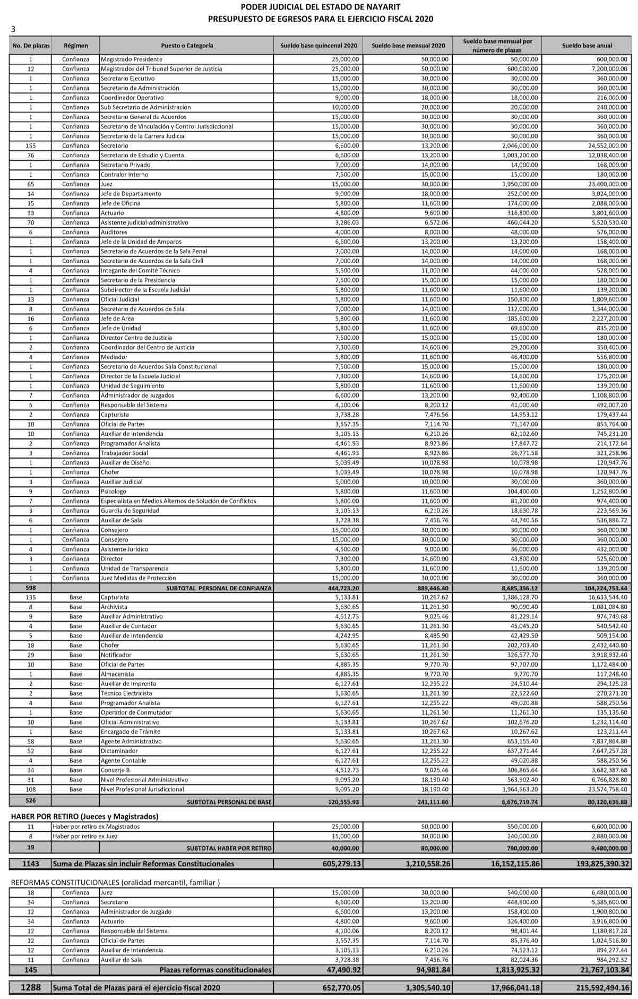 PODER JUDICIAL DEL ESTADO DE NAYARIT
PRESUPUESTO DE EGRESOS PARA EL EJERCICIO FISCAL 2020
3
No. De plazas Régimen Puesto o Categoría Sueldo base quincenal 2020 Sueldo base mensual 2020 Sueldo base mensual por número de plazas Sueldo base anual
1 Confianza Magistrado Presidente 25,000.00 50,000.00 50,000.00 600,000.00
12 Confianza Magistrados del Tribunal Superior de Justicia 25,000.00 50,000.00 600,000.00 7,200,000.00
1 Confianza Secretario Ejecutivo 15,000.00 30,000.00 30,000.00 360,000.00
1 Confianza Secretario de Administración 15,000.00 30,000.00 30,000.00 360,000.00
1 Confianza Coordinador Operativo 9,000.00 18,000.00 18,000.00 216,000.00
1 Confianza Sub Secretario de Administración 10,000.00 20,000.00 20,000.00 240,000.00
1 Confianza Secretario General de Acuerdos 15,000.00 30,000.00 30,000.00 360,000.00
1 Confianza Secretario de Vinculación y Control Jurisdiccional 15,000.00 30,000.00 30,000.00 360,000.00
1 Confianza Secretario de la Carrera Judicial 15,000.00 30,000.00 30,000.00 360,000.00
155 Confianza Secretario 6,600.00 13,200.00 2,046,000.00 24,552,000.00
76 Confianza Secretario de Estudio y Cuenta 6,600.00 13,200.00 1,003,200.00 12,038,400.00
1 Confianza Secretario Privado 7,000.00 14,000.00 14,000.00 168,000.00
1 Confianza Contralor Interno 7,500.00 15,000.00 15,000.00 180,000.00
65 Confianza Juez 15,000.00 30,000.00 1,950,000.00 23,400,000.00
14 Confianza Jefe de Departamento 9,000.00 18,000.00 252,000.00 3,024,000.00
15 Confianza Jefe de Oficina 5,800.00 11,600.00 174,000.00 2,088,000.00
33 Confianza Actuario 4,800.00 9,600.00 316,800.00 3,801,600.00
70 Confianza Asistente judicial-administrativo 3,286.03 6,572.06 460,044.20 5,520,530.40
6 Confianza Auditores 4,000.00 8,000.00 48,000.00 576,000.00
1 Confianza Jefe de la Unidad de Amparos 6,600.00 13,200.00 13,200.00 158,400.00
1 Confianza Secretario de Acuerdos de la Sala Penal 7,000.00 14,000.00 14,000.00 168,000.00
1 Confianza Secretario de Acuerdos de la Sala Civil 7,000.00 14,000.00 14,000.00 168,000.00
4 Confianza Integante del Comité Técnico 5,500.00 11,000.00 44,000.00 528,000.00
1 Confianza Secretario de la Presidencia 7,500.00 15,000.00 15,000.00 180,000.00
1 Confianza Subdirector de la Escuela Judicial 5,800.00 11,600.00 11,600.00 139,200.00
13 Confianza Oficial Judicial 5,800.00 11,600.00 150,800.00 1,809,600.00
8 Confianza Secretario de Acuerdos de Sala 7,000.00 14,000.00 112,000.00 1,344,000.00
16 Confianza Jefe de Area 5,800.00 11,600.00 185,600.00 2,227,200.00
6 Confianza Jefe de Unidad 5,800.00 11,600.00 69,600.00 835,200.00
1 Confianza Director Centro de Justicia 7,500.00 15,000.00 15,000.00 180,000.00
2 Confianza Coordinador del Centro de Justicia 7,300.00 14,600.00 29,200.00 350,400.00
4 Confianza Mediador 5,800.00 11,600.00 46,400.00 556,800.00
1 Confianza Secretario de Acuerdos Sala Constitucional 7,500.00 15,000.00 15,000.00 180,000.00
1 Confianza Director de la Escuela Judicial 7,300.00 14,600.00 14,600.00 175,200.00
1 Confianza Unidad de Seguimiento 5,800.00 11,600.00 11,600.00 139,200.00
7 Confianza Administrador de Juzgados 6,600.00 13,200.00 92,400.00 1,108,800.00
5 Confianza Responsable del Sistema 4,100.06 8,200.12 41,000.60 492,007.20
2 Confianza Capturista 3,738.28 7,476.56 14,953.12 179,437.44
10 Confianza Oficial de Partes 3,557.35 7,114.70 71,147.00 853,764.00
10 Confianza Auxiliar de Intendencia 3,105.13 6,210.26 62,102.60 745,231.20
2 Confianza Programador Analista 4,461.93 8,923.86 17,847.72 214,172.64
3 Confianza Trabajador Social 4,461.93 8,923.86 26,771.58 321,258.96
1 Confianza Auxiliar de Diseño 5,039.49 10,078.98 10,078.98 120,947.76
1 Confianza Chofer 5,039.49 10,078.98 10,078.98 120,947.76
3 Confianza Auxiliar Judicial 5,000.00 10,000.00 30,000.00 360,000.00
9 Confianza Psicologo 5,800.00 11,600.00 104,400.00 1,252,800.00
7 Confianza Especialista en Medios Alternos de Solución de Conflictos 5,800.00 11,600.00 81,200.00 974,400.00
3 Confianza Guardia de Seguridad 3,105.13 6,210.26 18,630.78 223,569.36
6 Confianza Auxiliar de Sala 3,728.38 7,456.76 44,740.56 536,886.72
1 Confianza Consejero 15,000.00 30,000.00 30,000.00 360,000.00
1 Confianza Consejero 15,000.00 30,000.00 30,000.00 360,000.00
4 Confianza Asistente Jurídico 4,500.00 9,000.00 36,000.00 432,000.00
3 Confianza Director 7,300.00 14,600.00 43,800.00 525,600.00
1 Confianza Unidad de Transparencia 5,800.00 11,600.00 11,600.00 139,200.00
1 Confianza Juez Medidas de Protección 15,000.00 30,000.00 30,000.00 360,000.00
598 SUBTOTAL PERSONAL DE CONFIANZA 444,723.20 889,446.40 8,685,396.12 104,224,753.44
135 Base Capturista 5,133.81 10,267.62 1,386,128.70 16,633,544.40
8 Base Archivista 5,630.65 11,261.30 90,090.40 1,081,084.80
9 Base Auxiliar Administrativo 4,512.73 9,025.46 81,229.14 974,749.68
4 Base Auxiliar de Contador 5,630.65 11,261.30 45,045.20 540,542.40
5 Base Auxiliar de Intendencia 4,242.95 8,485.90 42,429.50 509,154.00
18 Base Chofer 5,630.65 11,261.30 202,703.40 2,432,440.80
29 Base Notificador 5,630.65 11,261.30 326,577.70 3,918,932.40
10 Base Oficial de Partes 4,885.35 9,770.70 97,707.00 1,172,484.00
1 Base Almacenista 4,885.35 9,770.70 9,770.70 117,248.40
2 Base Auxiliar de Imprenta 6,127.61 12,255.22 24,510.44 294,125.28
2 Base Técnico Electricista 5,630.65 11,261.30 22,522.60 270,271.20
4 Base Programador Analista 6,127.61 12,255.22 49,020.88 588,250.56
1 Base Operador de Conmutador 5,630.65 11,261.30 11,261.30 135,135.60
10 Base Oficial Administrativo 5,133.81 10,267.62 102,676.20 1,232,114.40
1 Base Encargado de Trámite 5,133.81 10,267.62 10,267.62 123,211.44
58 Base Agente Administrativo 5,630.65 11,261.30 653,155.40 7,837,864.80
52 Base Dictaminador 6,127.61 12,255.22 637,271.44 7,647,257.28
4 Base Agente Contable 6,127.61 12,255.22 49,020.88 588,250.56
34 Base Conserje B 4,512.73 9,025.46 306,865.64 3,682,387.68
31 Base Nivel Profesional Administrativo 9,095.20 18,190.40 563,902.40 6,766,828.80
108 Base Nivel Profesional Jurisdiccional 9,095.20 18,190.40 1,964,563.20 23,574,758.40
526 SUBTOTAL PERSONAL DE BASE 120,555.93 241,111.86 6,676,719.74 80,120,636.88
HABER POR RETIRO (Jueces y Magistrados)
11 Haber por retiro ex Magistrados 25,000.00 50,000.00 550,000.00 6,600,000.00
8 Haber por retiro ex Juez 15,000.00 30,000.00 240,000.00 2,880,000.00
19 SUBTOTAL HABER POR RETIRO 40,000.00 80,000.00 790,000.00 9,480,000.00
1143 Suma de Plazas sin incluir Reformas Constitucionales 605,279.13 1,210,558.26 16,152,115.86 193,825,390.32
REFORMAS CONSTITUCIONALES (oralidad mercantil, familiar )
18 Confianza Juez 15,000.00 30,000.00 540,000.00 6,480,000.00
34 Confianza Secretario 6,600.00 13,200.00 448,800.00 5,385,600.00
12 Confianza Administrador de Juzgado 6,600.00 13,200.00 158,400.00 1,900,800.00
34 Confianza Actuario 4,800.00 9,600.00 326,400.00 3,916,800.00
12 Confianza Responsable del Sistema 4,100.06 8,200.12 98,401.44 1,180,817.28
12 Confianza Oficial de Partes 3,557.35 7,114.70 85,376.40 1,024,516.80
12 Confianza Auxiliar de Intendencia 3,105.13 6,210.26 74,523.12 894,277.44
11 Confianza Auxiliar de Sala 3,728.38 7,456.76 82,024.36 984,292.32
145 Plazas reformas constitucionales 47,490.92 94,981.84 1,813,925.32 21,767,103.84
1288 Suma Total de Plazas para el ejercicio fiscal 2020 652,770.05 1,305,540.10 17,966,041.18 215,592,494.16